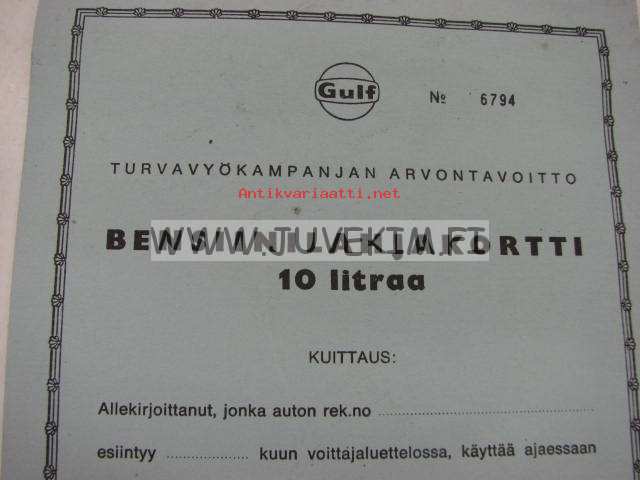 Gulf
№ 6794
TURVAVYÖKAMPANJAN ARVONTAVOITTO
Antikvariaatti.net
WWW.JUVEKIM.FI
10 litraa
KUITTAUS:
Allekirjoittanut, jonka auton rek.no
esiintyy kuun voittajaluettelossa, käyttää ajaessaan